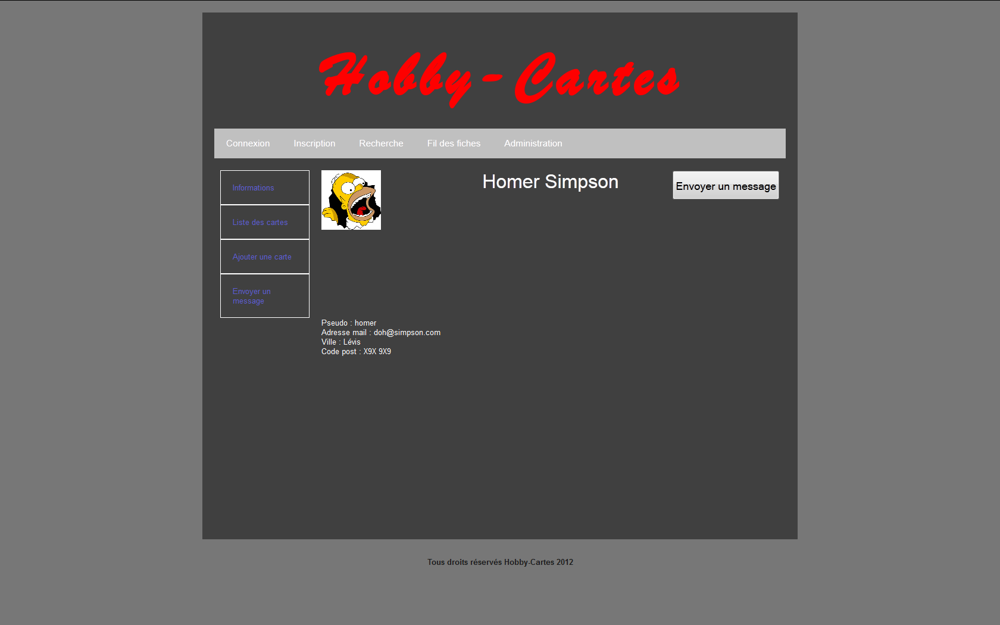 Hobby-Cartes
Connexion Inscription Recherche Fil des fiches Administration
Informations
Liste des cartes
Ajouter une carte
Envoyer un
message
Homer Simpson
Envoyer un message
Pseudo : homer
Adresse mail : doh@simpson.com
Ville : Lévis
Code post : X9X 9X9
Tous droits réservés Hobby-Cartes 2012